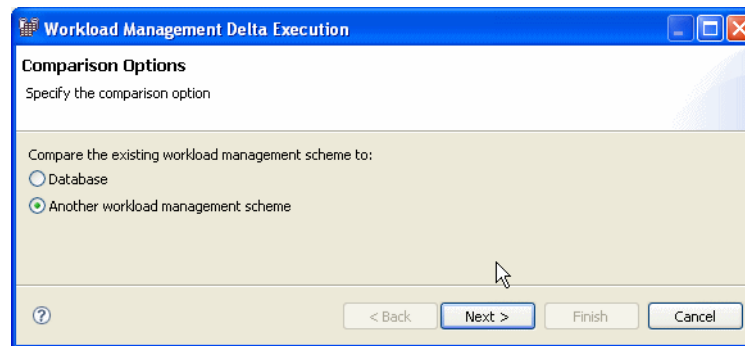 Workload Management Delta Execution
Comparison Options
Specify the comparison option
Compare the existing workload management scheme to:
Database
Another workload management scheme
? < Back Next > Finish Cancel